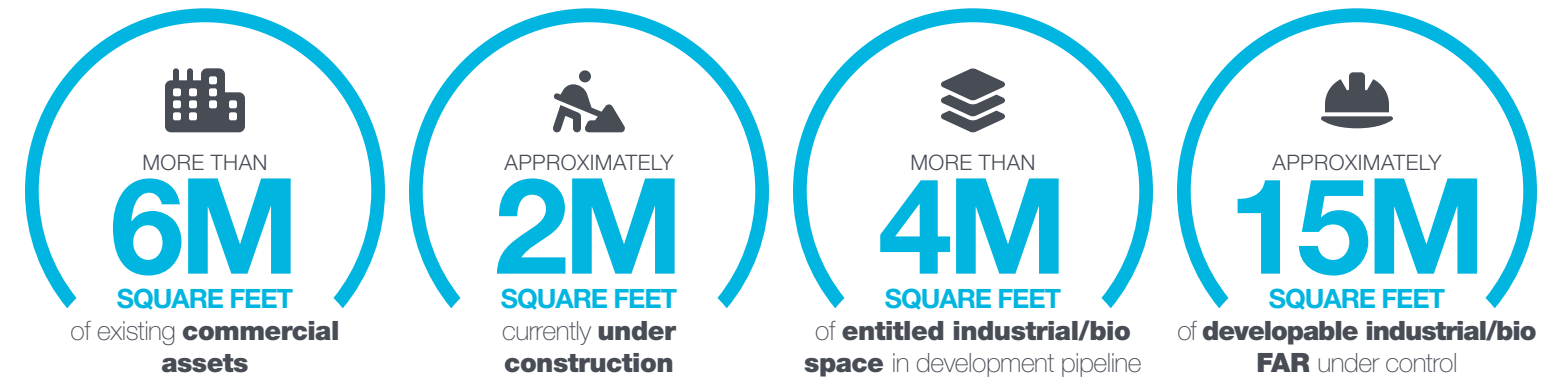 MORE THAN
6M
SQUARE FEET
of existing commercial
assets
APPROXIMATELY
2M
SQUARE FEET
currently under
construction
MORE THAN
4M
SQUARE FEET
of entitled industrial/bio
space in development pipeline
APPROXIMATELY
15M
SQUARE FEET
of developable industrial/bio
FAR under control